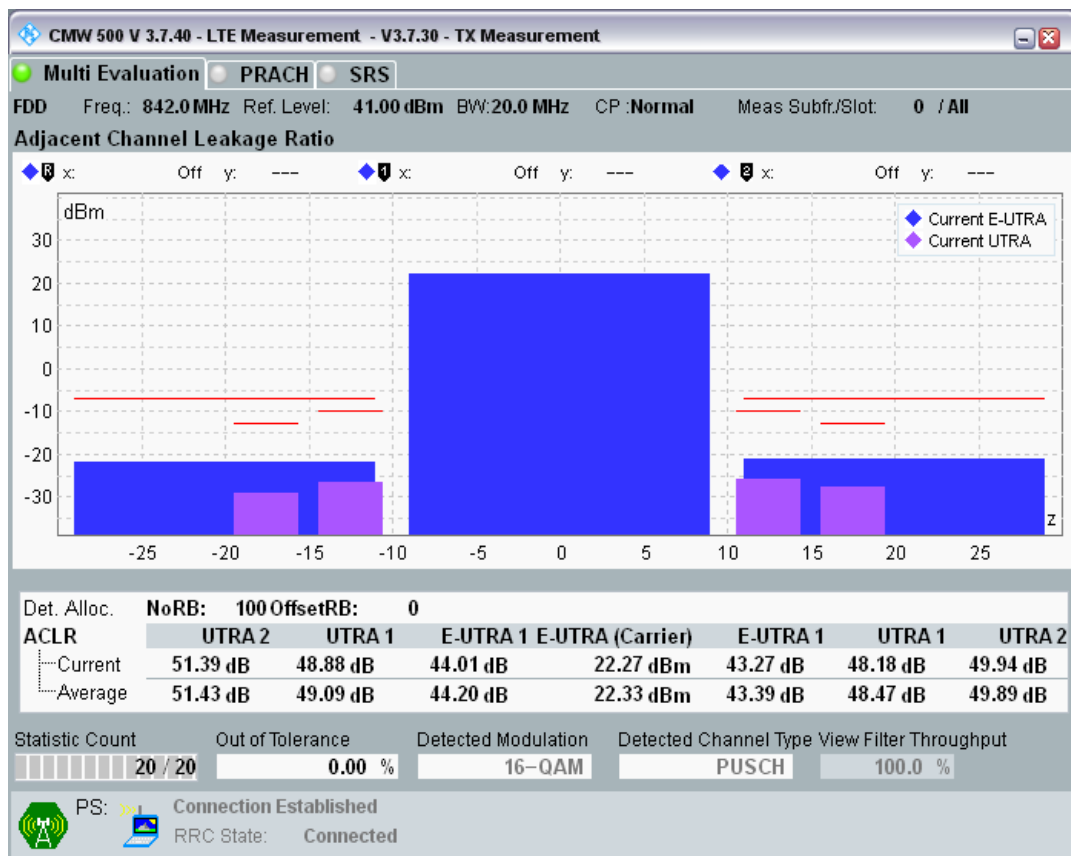 CMW 500 V 3.7.40 - LTE Measurement - V3.7.30 - TX Measurement
Multi Evaluation PRACH SRS
FDD Freq.: 842.0 MHz Ref. Level: 41.00 dBm BW:20.0 MHz CP :Normal Meas Subfr./Slot: 0 / All
Adjacent Channel Leakage Ratio
R x: Off y: --- 1 x: Off y: --- 2 x: Off y: ---
dBm
Current E-UTRA
Current UTRA
30
20
10
0
-10
-20
-30
z
-25 -20 -15 -10 -5 0 5 10 15 20 25
Det. Alloc. NoRB: 100 OffsetRB: 0
ACLR UTRA 2 UTRA 1 E-UTRA 1 E-UTRA (Carrier) E-UTRA 1 UTRA 1 UTRA 2
Current 51.39 dB 48.88 dB 44.01 dB 22.27 dBm 43.27 dB 48.18 dB 49.94 dB
Average 51.43 dB 49.09 dB 44.20 dB 22.33 dBm 43.39 dB 48.47 dB 49.89 dB
Statistic Count Out of Tolerance Detected Modulation Detected Channel Type View Filter Throughput
20 / 20 0.00 % 16-QAM PUSCH 100.0 %
PS: Connection Established
RRC State: Connected